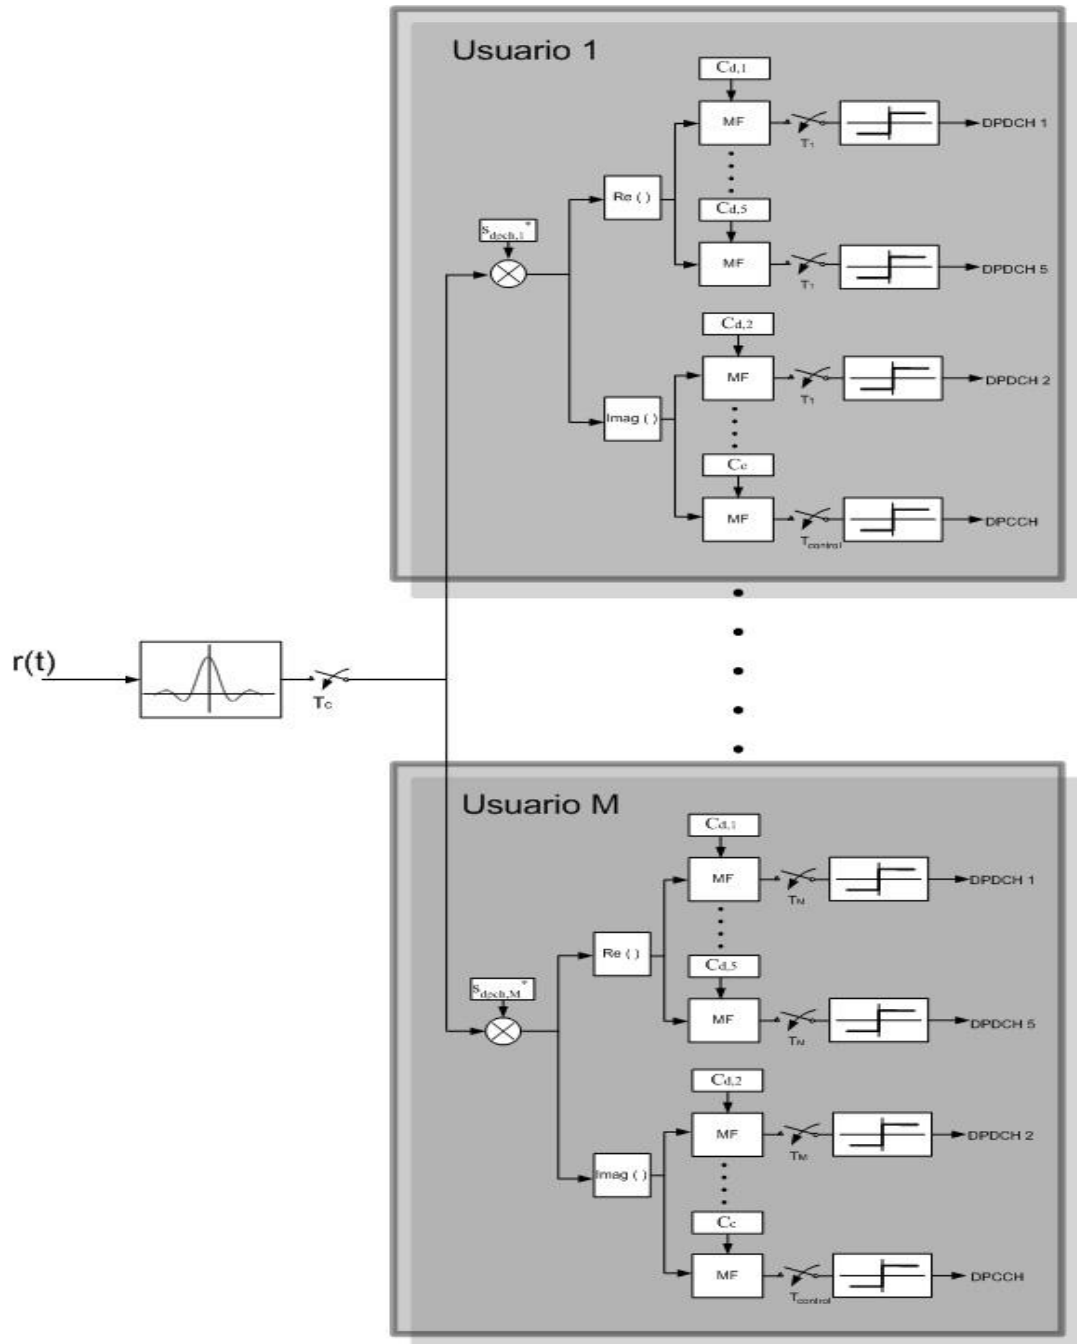 Usuario 1
Cd,1
MF
T1
DPDCH 1
Re ( )
Cd,5
Sdpch,1*
MF
T1
DPDCH 5
Cd,2
MF
T1
DPDCH 2
Imag ( )
Cc
MF
Tcontrol
DPCCH
r(t)
Tc
Usuario M
Cd,1
MF
TM
DPDCH 1
Re ( )
Cd,5
Sdpch,M*
MF
TM
DPDCH 5
Cd,2
MF
TM
DPDCH 2
Imag ( )
Cc
MF
Tcontrol
DPCCH